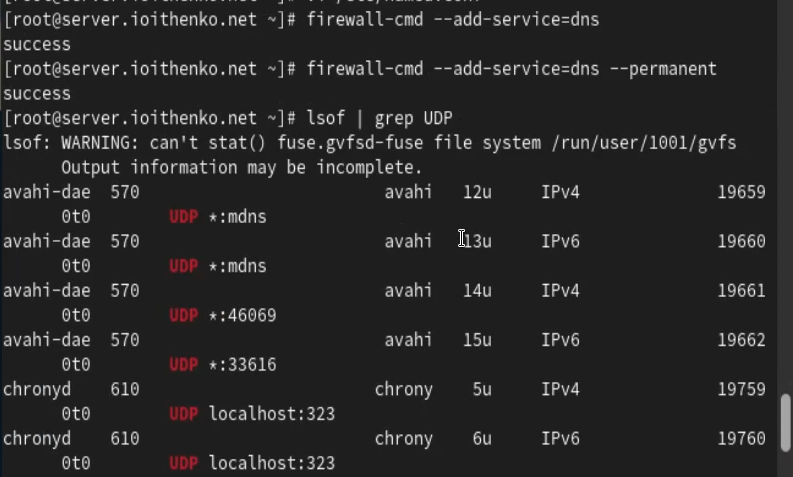 [root@server.ioithenko.net ~]# firewall-cmd --add-service=dns
success
[root@server.ioithenko.net ~]# firewall-cmd --add-service=dns --permanent
success
[root@server.ioithenko.net ~]# lsof | grep UDP
lsof: WARNING: can't stat() fuse.gvfsd-fuse file system /run/user/1001/gvfs
      Output information may be incomplete.
avahi-dae  570                         avahi   12u     IPv4              19659
      0t0        UDP *:mdns
avahi-dae  570                         avahi   13u     IPv6              19660
      0t0        UDP *:mdns
avahi-dae  570                         avahi   14u     IPv4              19661
      0t0        UDP *:46069
avahi-dae  570                         avahi   15u     IPv6              19662
      0t0        UDP *:33616
chronyd    610                        chrony    5u     IPv4              19759
      0t0        UDP localhost:323
chronyd    610                        chrony    6u     IPv6              19760
      0t0        UDP localhost:323